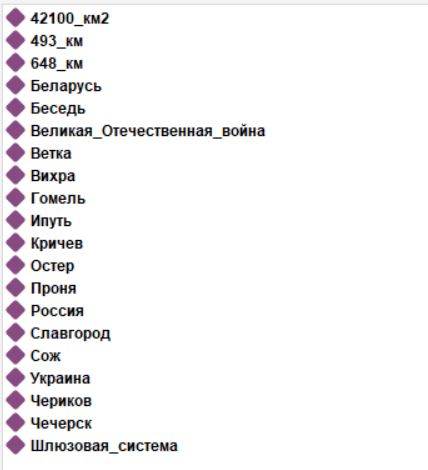 42100_км2
493_км
648_км
Беларусь
Беседь
Великая_Отечественная_война
Ветка
Вихра
Гомель
Ипуть
Кричев
Остер
Проня
Россия
Славгород
Сож
Украина
Чериков
Чечерск
Шлюзовая_система